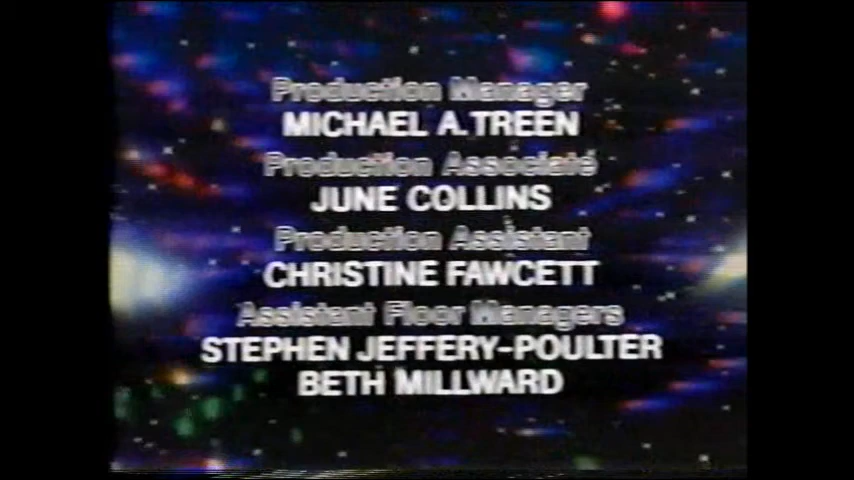 Production Manager
MICHAEL A. TREEN
Production Associate
JUNE COLLINS
Production Assistant
CHRISTINE FAWCETT
Assistant Floor Managers
STEPHEN JEFFERY-POULTER
BETH MILLWARD